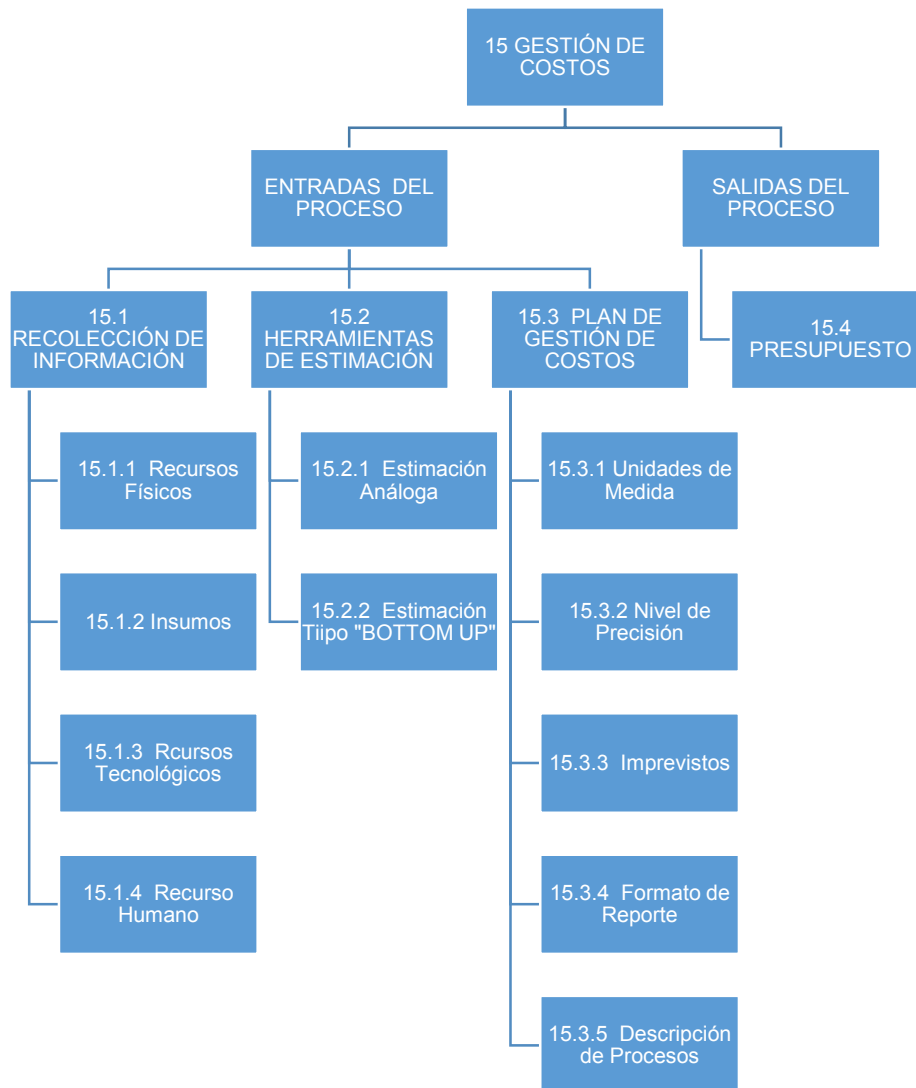 15 GESTIÓN DE
COSTOS
ENTRADAS DEL
PROCESO
SALIDAS DEL
PROCESO
15.1
RECOLECCIÓN DE
INFORMACIÓN
15.2
HERRAMIENTAS
DE ESTIMACIÓN
15.3 PLAN DE
GESTIÓN DE
COSTOS
15.4
PRESUPUESTO
15.1.1 Recursos
Físicos
15.1.2 Insumos
15.1.3 Rcursos
Tecnológicos
15.1.4 Recurso
Humano
15.2.1 Estimación
Análoga
15.2.2 Estimación
Tiipo "BOTTOM UP"
15.3.1 Unidades de
Medida
15.3.2 Nivel de
Precisión
15.3.3 Imprevistos
15.3.4 Formato de
Reporte
15.3.5 Descripción
de Procesos